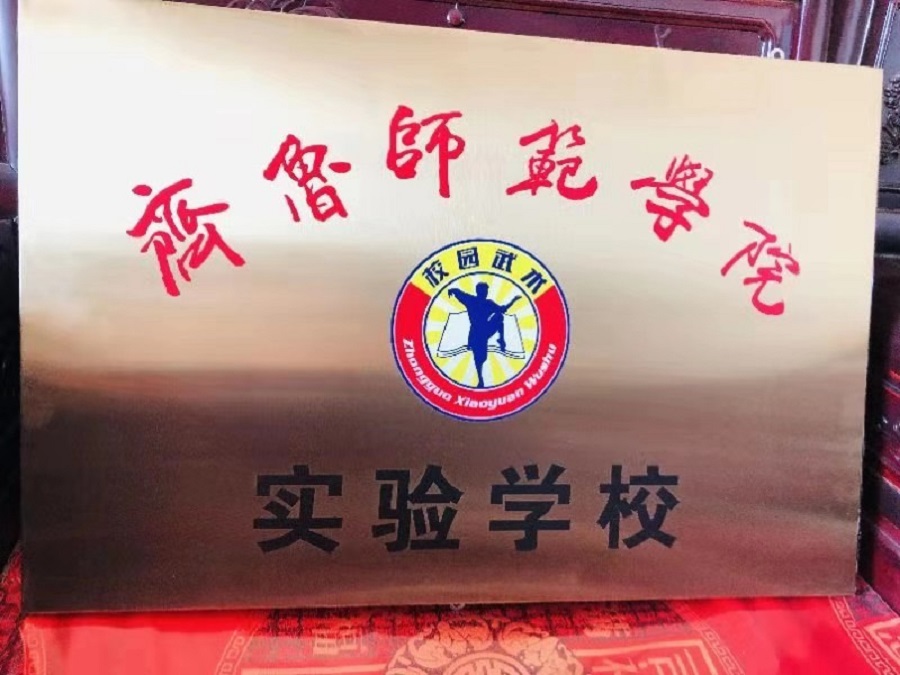 齊魯師範學院
校园武术
Zhongguo Xiaoyuan Wushu
实验学校